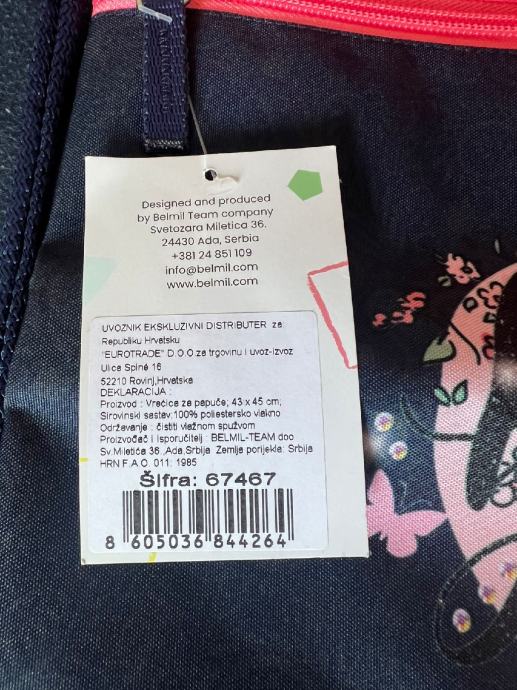 Designed and produced
by Belmil Team company
Svetozara Miletica 36.
24430 Ada, Serbia
+381 24 851 109
info@belmil.com
www.belmil.com
UVOZNIK EKSKLUZIVNI DISTRIBUTER za
Republiku Hrvatsku
"EUROTRADE" D.O.O.za trgovinu i uvoz-izvoz
Ulica Spinè 16
52210 Rovinj,Hrvatska
DEKLARACIJA :
Proizvod : Vrećice za papuče; 43 x 45 cm;
Sirovinski sastav:100% poliestersko vlakno
Održavanje : čistiti vlažnom spužvom
Proizvođač i isporučitelj : BELMIL-TEAM doo
Sv.Miletića 36.,Ada,Srbija Zemlja porijekla: Srbija
HRN F.A.O. 011: 1985
Šifra: 67467
8 605036 844264